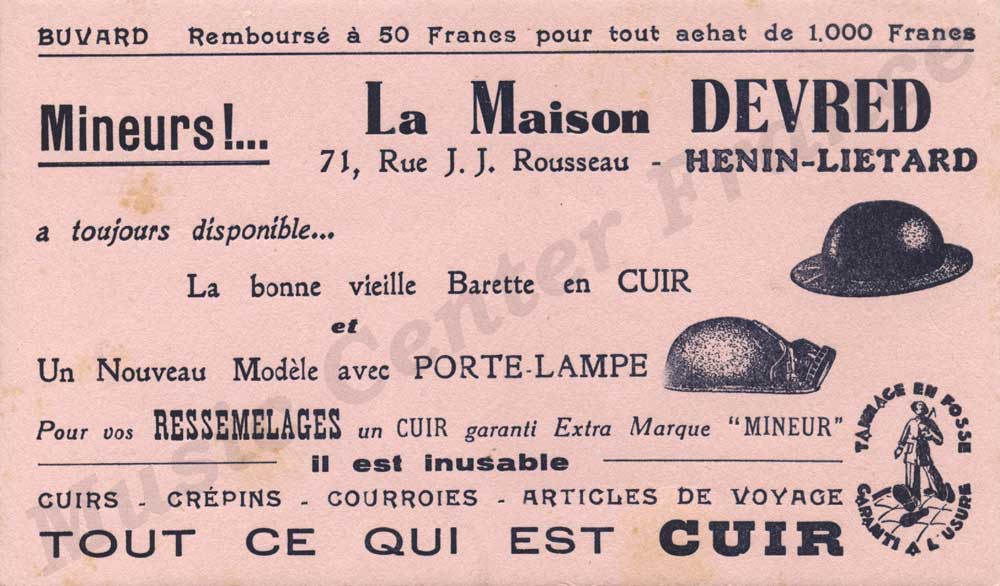 BUVARD Remboursé à 50 Francs pour tout achat de 1.000 Francs
Mineurs !... La Maison DEVRED
71, Rue J. J. Rousseau - HENIN-LIETARD
a toujours disponible...
La bonne vieille Barette en CUIR
et
Un Nouveau Modèle avec PORTE-LAMPE
Pour vos RESSEMELAGES un CUIR garanti Extra Marque "MINEUR"
il est inusable
CUIRS - CRÉPINS - COURROIES - ARTICLES DE VOYAGE
TOUT CE QUI EST CUIR
TANNAGE EN FOSSE
GARANTI A L'USURE
Music Center France